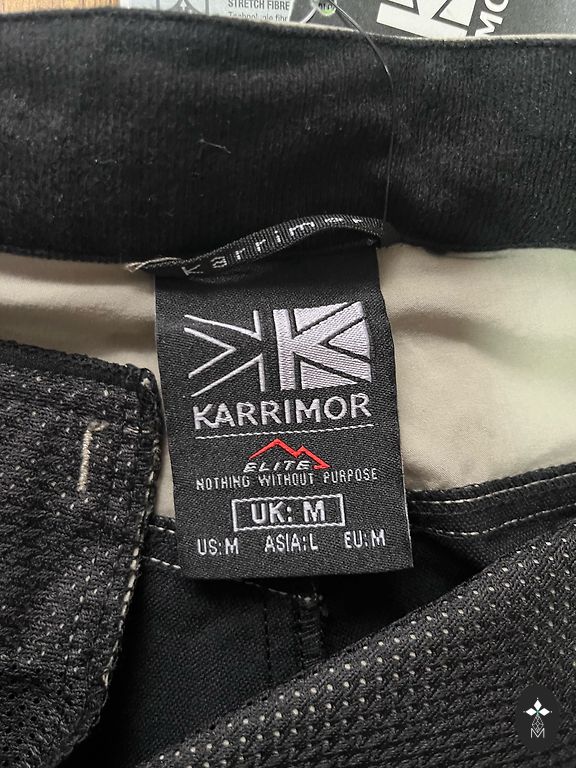 STRETCH FIBRE
karrimor
KARRIMOR
ELITE
NOTHING WITHOUT PURPOSE
UK: M
US:M ASIA:L EU:M
M